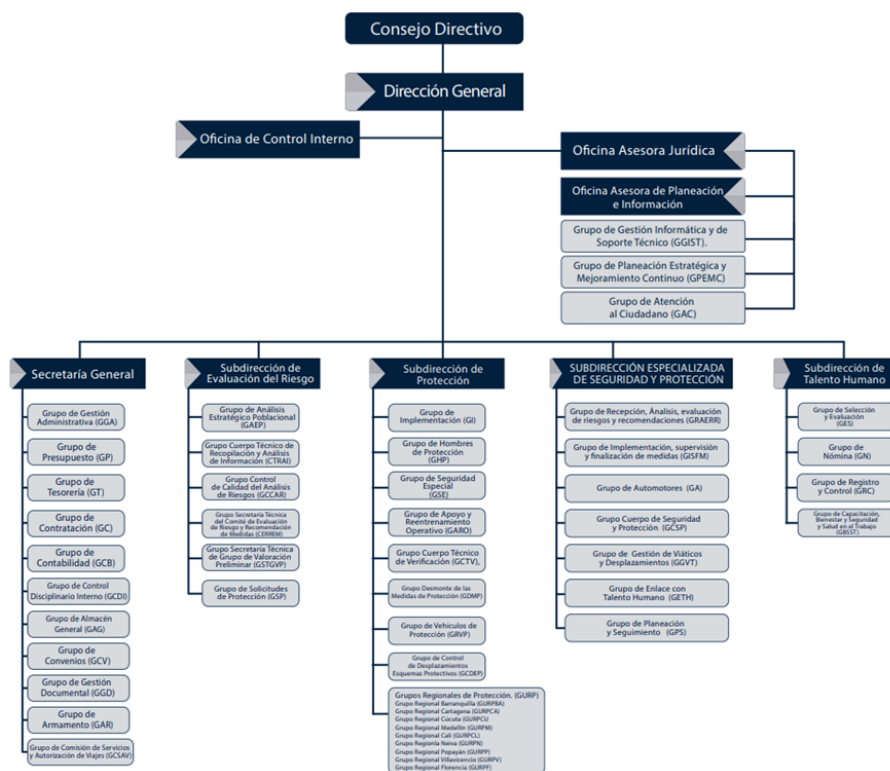 Consejo Directivo
Dirección General
Oficina de Control Interno
Oficina Asesora Jurídica
Oficina Asesora de Planeación
e Información
Grupo de Gestión Informática y de
Soporte Técnico (GGIST).
Grupo de Planeación Estratégica y
Mejoramiento Continuo (GPEMC)
Grupo de Atención
al Ciudadano (GAC)
Secretaría General
Grupo de Gestión
Administrativa (GGA)
Grupo de
Presupuesto (GP)
Grupo de
Tesorería (GT)
Grupo de
Contratación (GC)
Grupo de
Contabilidad (GCB)
Grupo de Control
Disciplinario Interno (GCDI)
Grupo de Almacén
General (GAG)
Grupo de
Convenios (GCV)
Grupo de Gestión
Documental (GGD)
Grupo de
Armamento (GAR)
Grupo de Comisión de Servicios
y Autorización de Viajes (GCSAV)
Subdirección de
Evaluación del Riesgo
Grupo de Análisis
Estratégico Poblacional
(GAEP)
Grupo Cuerpo Técnico de
Recopilación y Análisis
de Información (CTRAI)
Grupo Control
de Calidad del Análisis
de Riesgos (GCCAR)
Grupo Secretaría Técnica
del Comité de Evaluación de
Riesgo y Recomendación
de Medidas (CERREM)
Grupo Secretaría Técnica
de Grupo de Valoración
Preliminar (GSTGVP)
Grupo de Solicitudes
de Protección (GSP)
Subdirección de
Protección
Grupo de
Implementación (GI)
Grupo de Hombres
de Protección
(GHP)
Grupo de Seguridad
Especial
(GSE)
Grupo de Apoyo y
Reentrenamiento
Operativo (GARO)
Grupo Cuerpo Técnico
de Verificación (GCTV),
Grupo Desmonte de las
Medidas de Protección (GDMP)
Grupo de Vehículos de
Protección (GRVP)
Grupo de Control
de Desplazamientos
Esquemas Protectivos (GCDEP)
Grupos Regionales de Protección. (GURP)
Grupo Regional Barranquilla (GURPBA)
Grupo Regional Cartagena (GURPCA)
Grupo Regional Cúcuta (GURPCU
Grupo Regional Medellín (GURPM)
Grupo Regional Cali (GURPCL)
Grupo Regionla Neiva (GURPN)
Grupo Regional Popayán (GURPP)
Grupo Regional Villavicencio (GURPV)
Grupo Regional Florencia (GURPF)
SUBDIRECCIÓN ESPECIALIZADA
DE SEGURIDAD Y PROTECCIÓN
Grupo de Recepción, Ánalisis, evaluación
de riesgos y recomendaciones (GRAERR)
Grupo de Implementación, supervisión
y finalización de medidas (GISFM)
Grupo de Automotores (GA)
Grupo Cuerpo de Seguridad
y Protección (GCSP)
Grupo de Gestión de Viáticos
y Desplazamientos (GGVT)
Grupo de Enlace con
Talento Humano (GETH)
Grupo de Planeación
y Seguimiento (GPS)
Subdirección de
Talento Humano
Grupo de Selección
y Evaluación
(GES)
Grupo de
Nómina (GN)
Grupo de Registro
y Control (GRC)
Grupo de Capacitación,
Bienestar y Seguridad
y Salud en el Trabajo
(GBSST)